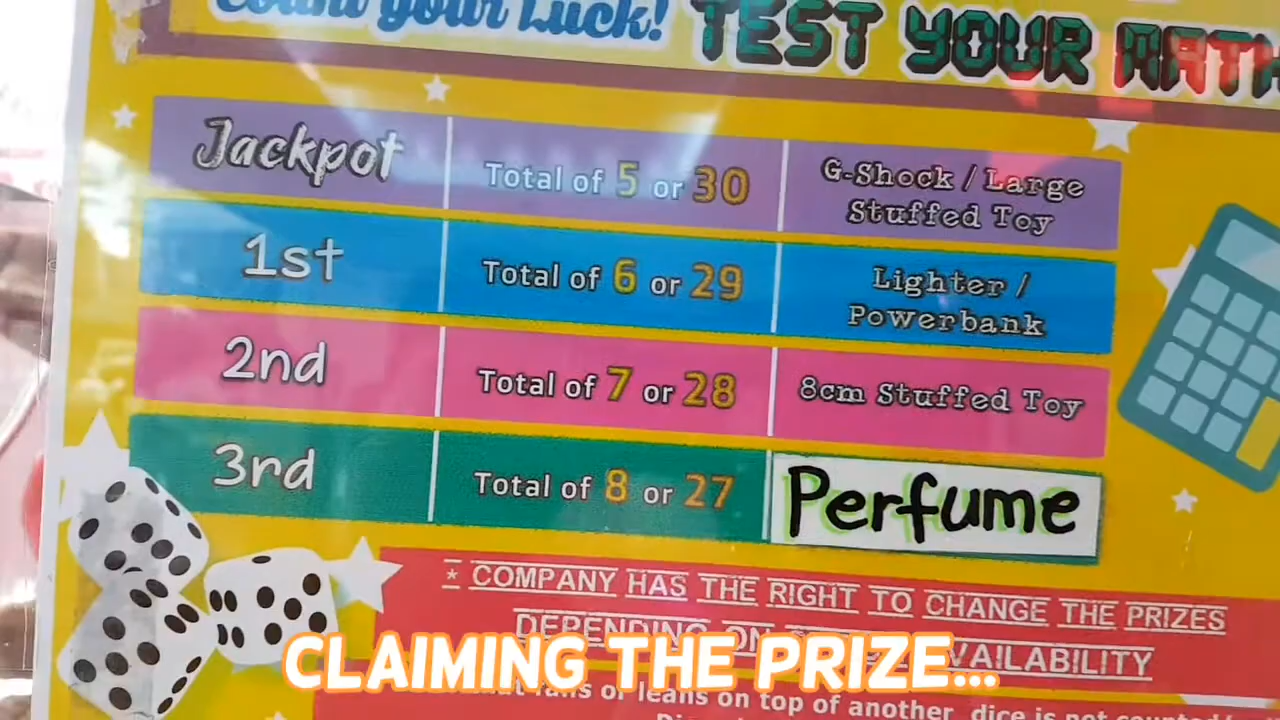 Count your Luck! TEST YOUR MATH
Jackpot Total of 5 or 30 G-Shock / Large Stuffed Toy
1st Total of 6 or 29 Lighter / Powerbank
2nd Total of 7 or 28 8cm Stuffed Toy
3rd Total of 8 or 27 Perfume
* COMPANY HAS THE RIGHT TO CHANGE THE PRIZES
DEPENDING ON AVAILABILITY
CLAIMING THE PRIZE...
falls or leans on top of another dice is not counted